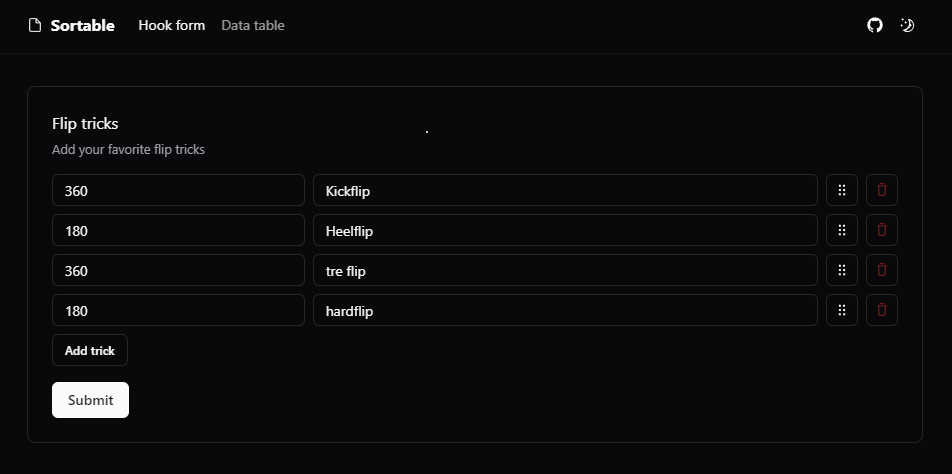 Sortable Hook form Data table
Flip tricks
Add your favorite flip tricks
360 Kickflip
180 Heelflip
360 tre flip
180 hardflip
Add trick
Submit